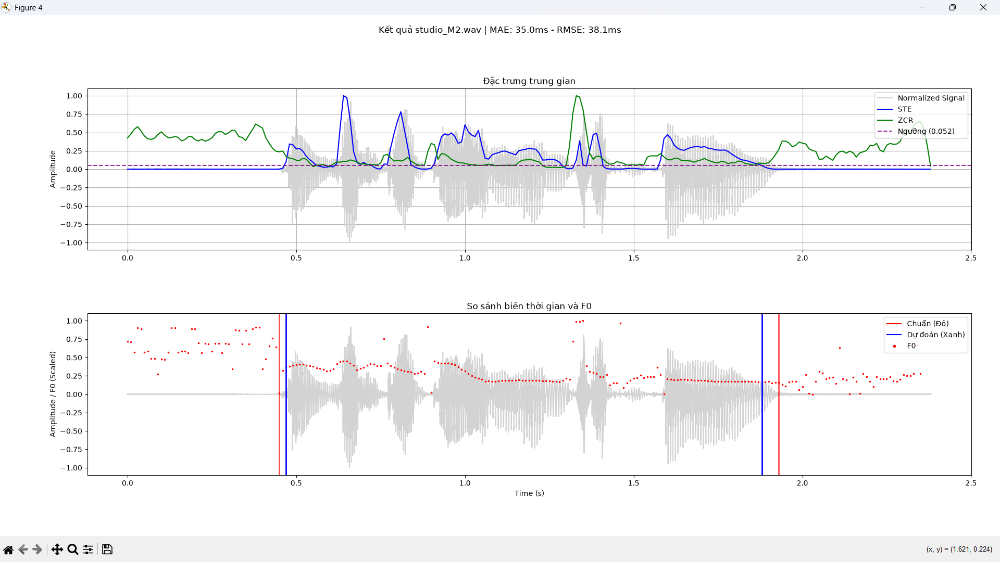 Figure 4
Kết quả studio_M2.wav | MAE: 35.0ms - RMSE: 38.1ms
Đặc trưng trung gian
Amplitude
1.00
0.75
0.50
0.25
0.00
−0.25
−0.50
−0.75
−1.00
Normalized Signal
STE
ZCR
Ngưỡng (0.052)
0.0
0.5
1.0
1.5
2.0
2.5
So sánh biên thời gian và F0
Amplitude / F0 (Scaled)
1.00
0.75
0.50
0.25
0.00
−0.25
−0.50
−0.75
−1.00
Chuẩn (Đỏ)
Dự đoán (Xanh)
F0
0.0
0.5
1.0
1.5
2.0
2.5
Time (s)
(x, y) = (1.621, 0.224)